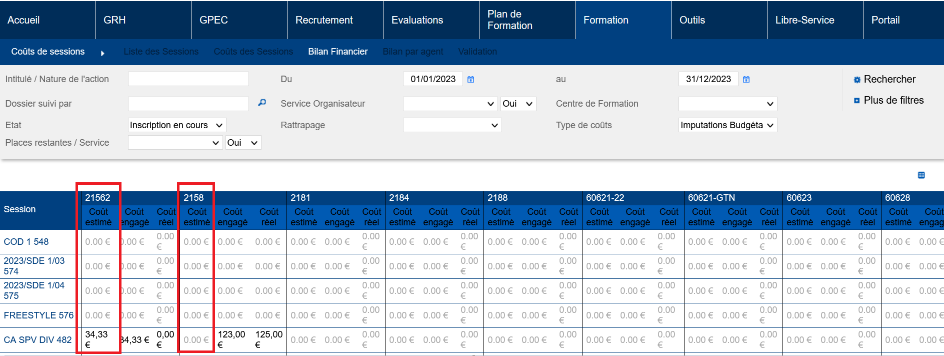 Accueil GRH GPEC Recrutement Evaluations Plan de Formation Formation Outils Libre-Service Portail
Coûts de sessions Liste des Sessions Coûts des Sessions Bilan Financier Bilan par agent Validation
Intitulé / Nature de l'action Du 01/01/2023 au 31/12/2023 Rechercher
Dossier suivi par Service Organisateur Oui Centre de Formation Plus de filtres
Etat Inscription en cours Rattrapage Type de coûts Imputations Budgéta
Places restantes / Service Oui
Session 21562 2158 2181 2184 2188 60621-22 60621-GTN 60623 60628
Coût estimé Coût engagé Coût réel Coût estimé Coût engagé Coût réel Coût estimé Coût engagé Coût réel Coût estimé Coût engagé Coût réel Coût estimé Coût engagé Coût réel Coût estimé Coût engagé Coût réel Coût estimé Coût engagé Coût réel Coût estimé Coût engagé Coût réel Coût estimé Coût engagé
COD 1 548 0.00 € 0.00 € 0.00 € 0.00 € 0.00 € 0.00 € 0.00 € 0.00 € 0.00 € 0.00 € 0.00 € 0.00 € 0.00 € 0.00 € 0.00 € 0.00 € 0.00 € 0.00 € 0.00 € 0.00 € 0.00 € 0.00 € 0.00 € 0.00 € 0.00 € 0.00 €
2023/SDE 1/03 574 0.00 € 0.00 € 0.00 € 0.00 € 0.00 € 0.00 € 0.00 € 0.00 € 0.00 € 0.00 € 0.00 € 0.00 € 0.00 € 0.00 € 0.00 € 0.00 € 0.00 € 0.00 € 0.00 € 0.00 € 0.00 € 0.00 € 0.00 € 0.00 € 0.00 € 0.00 €
2023/SDE 1/04 575 0.00 € 0.00 € 0.00 € 0.00 € 0.00 € 0.00 € 0.00 € 0.00 € 0.00 € 0.00 € 0.00 € 0.00 € 0.00 € 0.00 € 0.00 € 0.00 € 0.00 € 0.00 € 0.00 € 0.00 € 0.00 € 0.00 € 0.00 € 0.00 € 0.00 € 0.00 €
FREESTYLE 576 0.00 € 0.00 € 0.00 € 0.00 € 0.00 € 0.00 € 0.00 € 0.00 € 0.00 € 0.00 € 0.00 € 0.00 € 0.00 € 0.00 € 0.00 € 0.00 € 0.00 € 0.00 € 0.00 € 0.00 € 0.00 € 0.00 € 0.00 € 0.00 € 0.00 € 0.00 €
CA SPV DIV 482 34,33 € 34,33 € 0,00 € 0.00 € 123,00 € 125,00 € 0.00 € 0.00 € 0.00 € 0.00 € 0.00 € 0.00 € 0.00 € 0.00 € 0.00 € 0.00 € 0.00 € 0.00 € 0.00 € 0.00 € 0.00 € 0.00 € 0.00 € 0.00 € 0.00 € 0.00 €